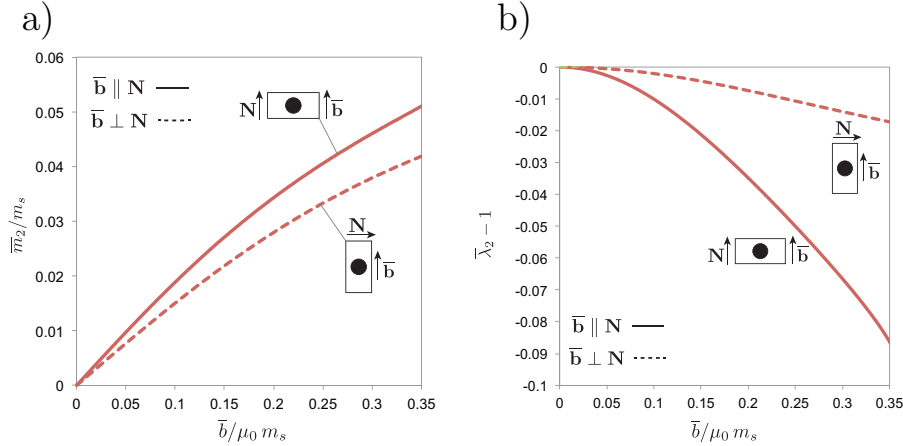 a)
m̅₂/mₛ
0.06
0.05
0.04
0.03
0.02
0.01
0
0 0.05 0.1 0.15 0.2 0.25 0.3 0.35
b̅/μ₀ mₛ
b̅ ∥ N
b̅ ⊥ N
N b̅
N
b̅
b)
λ̅₂ − 1
0
-0.01
-0.02
-0.03
-0.04
-0.05
-0.06
-0.07
-0.08
-0.09
-0.1
0 0.05 0.1 0.15 0.2 0.25 0.3 0.35
b̅/μ₀ mₛ
N
b̅
N b̅
b̅ ∥ N
b̅ ⊥ N